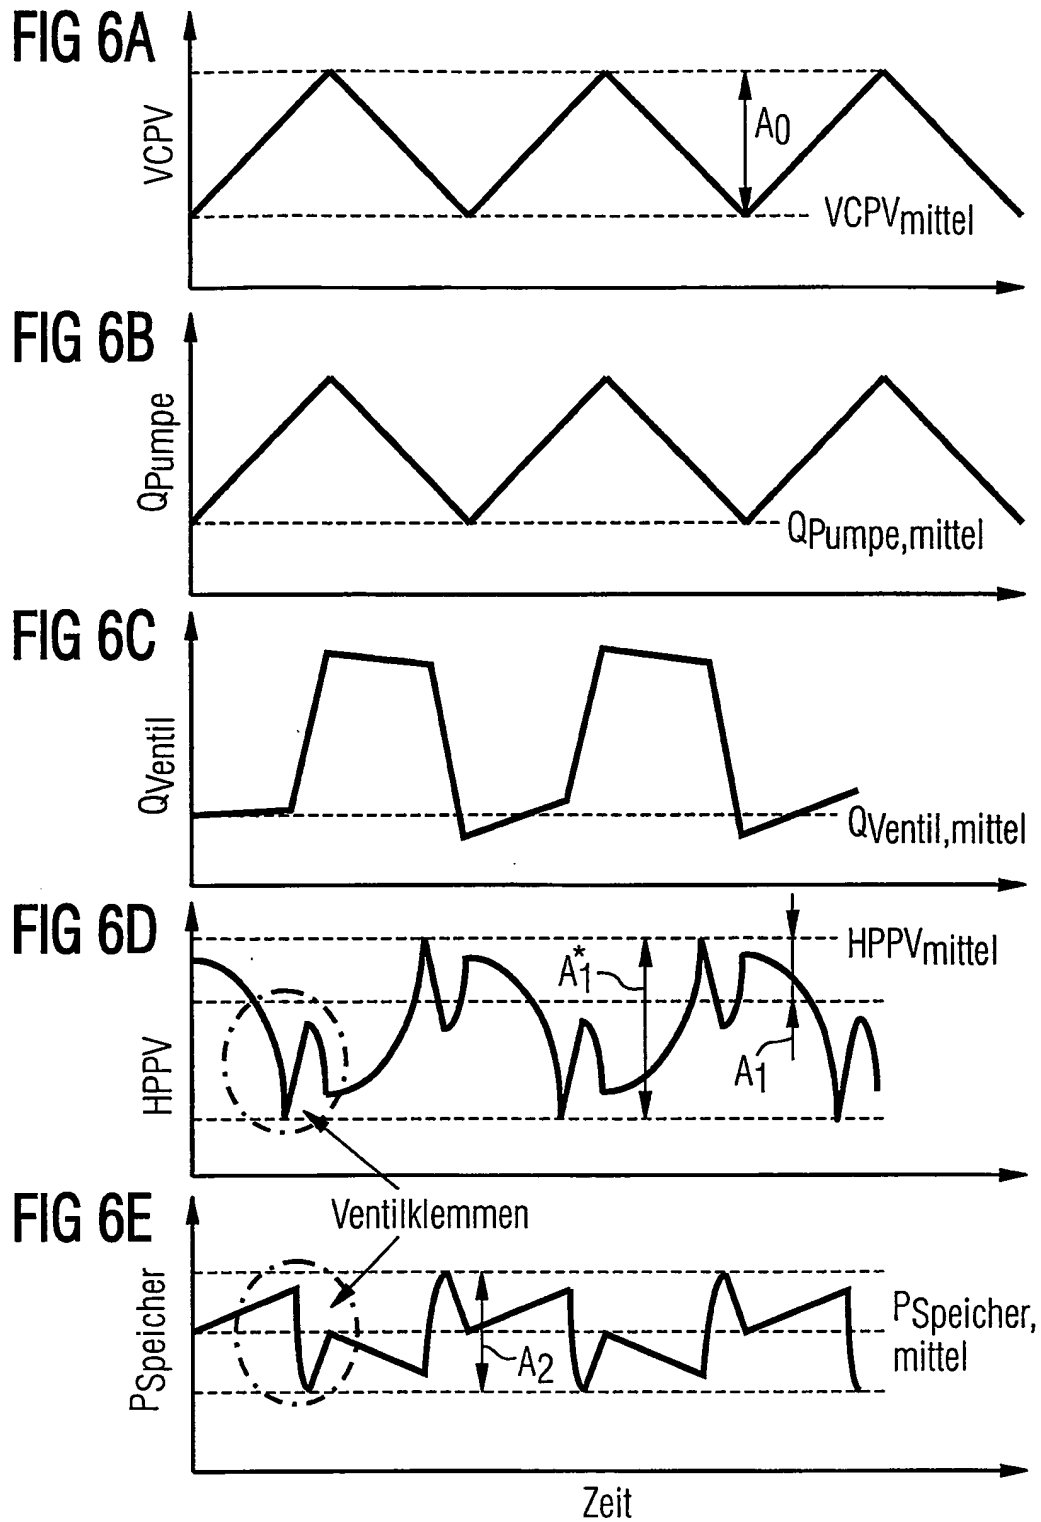 FIG 6A
VCPV
A0
VCPVmittel
FIG 6B
QPumpe
QPumpe,mittel
FIG 6C
QVentil
QVentil,mittel
FIG 6D
HPPV
A1*
HPPVmittel
A1
Ventilklemmen
FIG 6E
PSpeicher
A2
PSpeicher,
mittel
Zeit